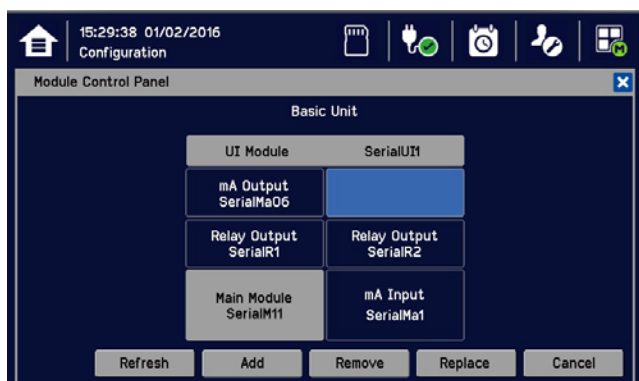 15:29:38 01/02/2016
Configuration
M
Module Control Panel
Basic Unit
UI Module SerialUI1
mA Output
SerialMaO6
Relay Output
SerialR1
Relay Output
SerialR2
Main Module
SerialM11
mA Input
SerialMa1
Refresh Add Remove Replace Cancel